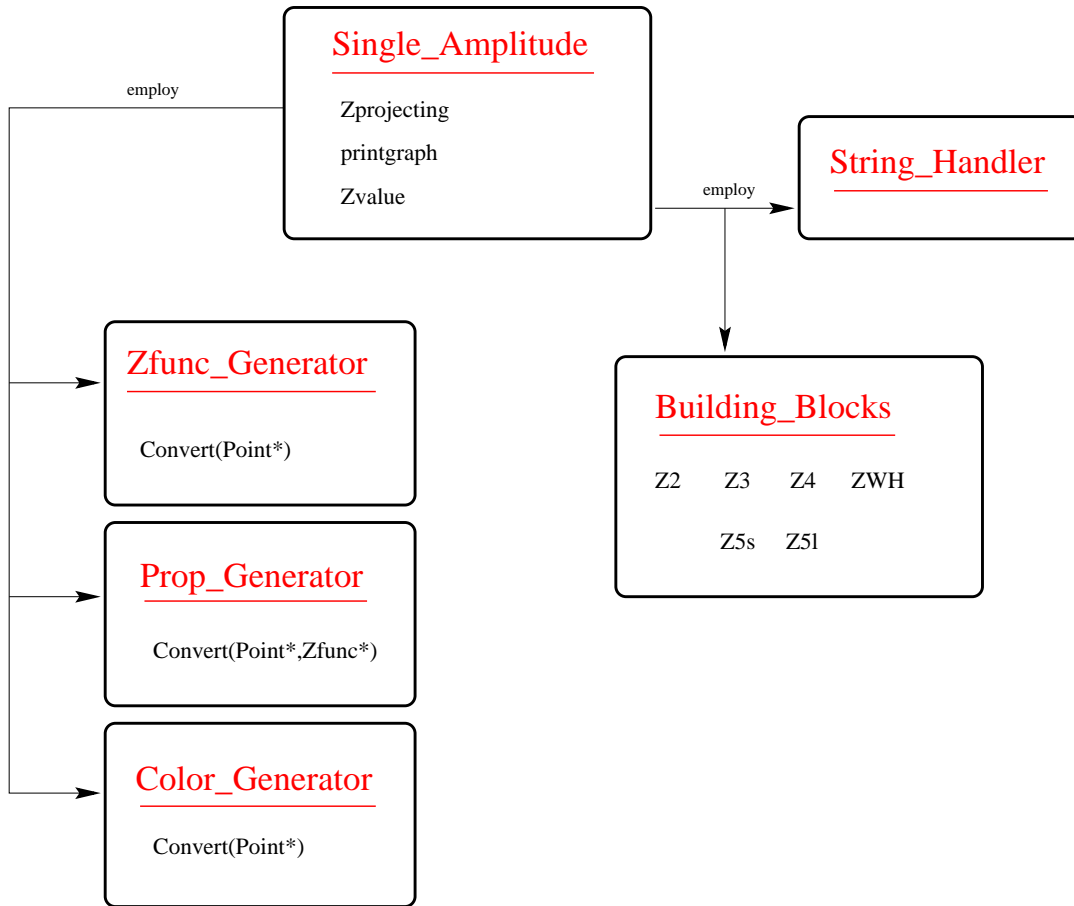 Single_Amplitude
employ
Zprojecting
printgraph
Zvalue
String_Handler
employ
Zfunc_Generator
Convert(Point*)
Building_Blocks
Z2 Z3 Z4 ZWH
Z5s Z5l
Prop_Generator
Convert(Point*,Zfunc*)
Color_Generator
Convert(Point*)